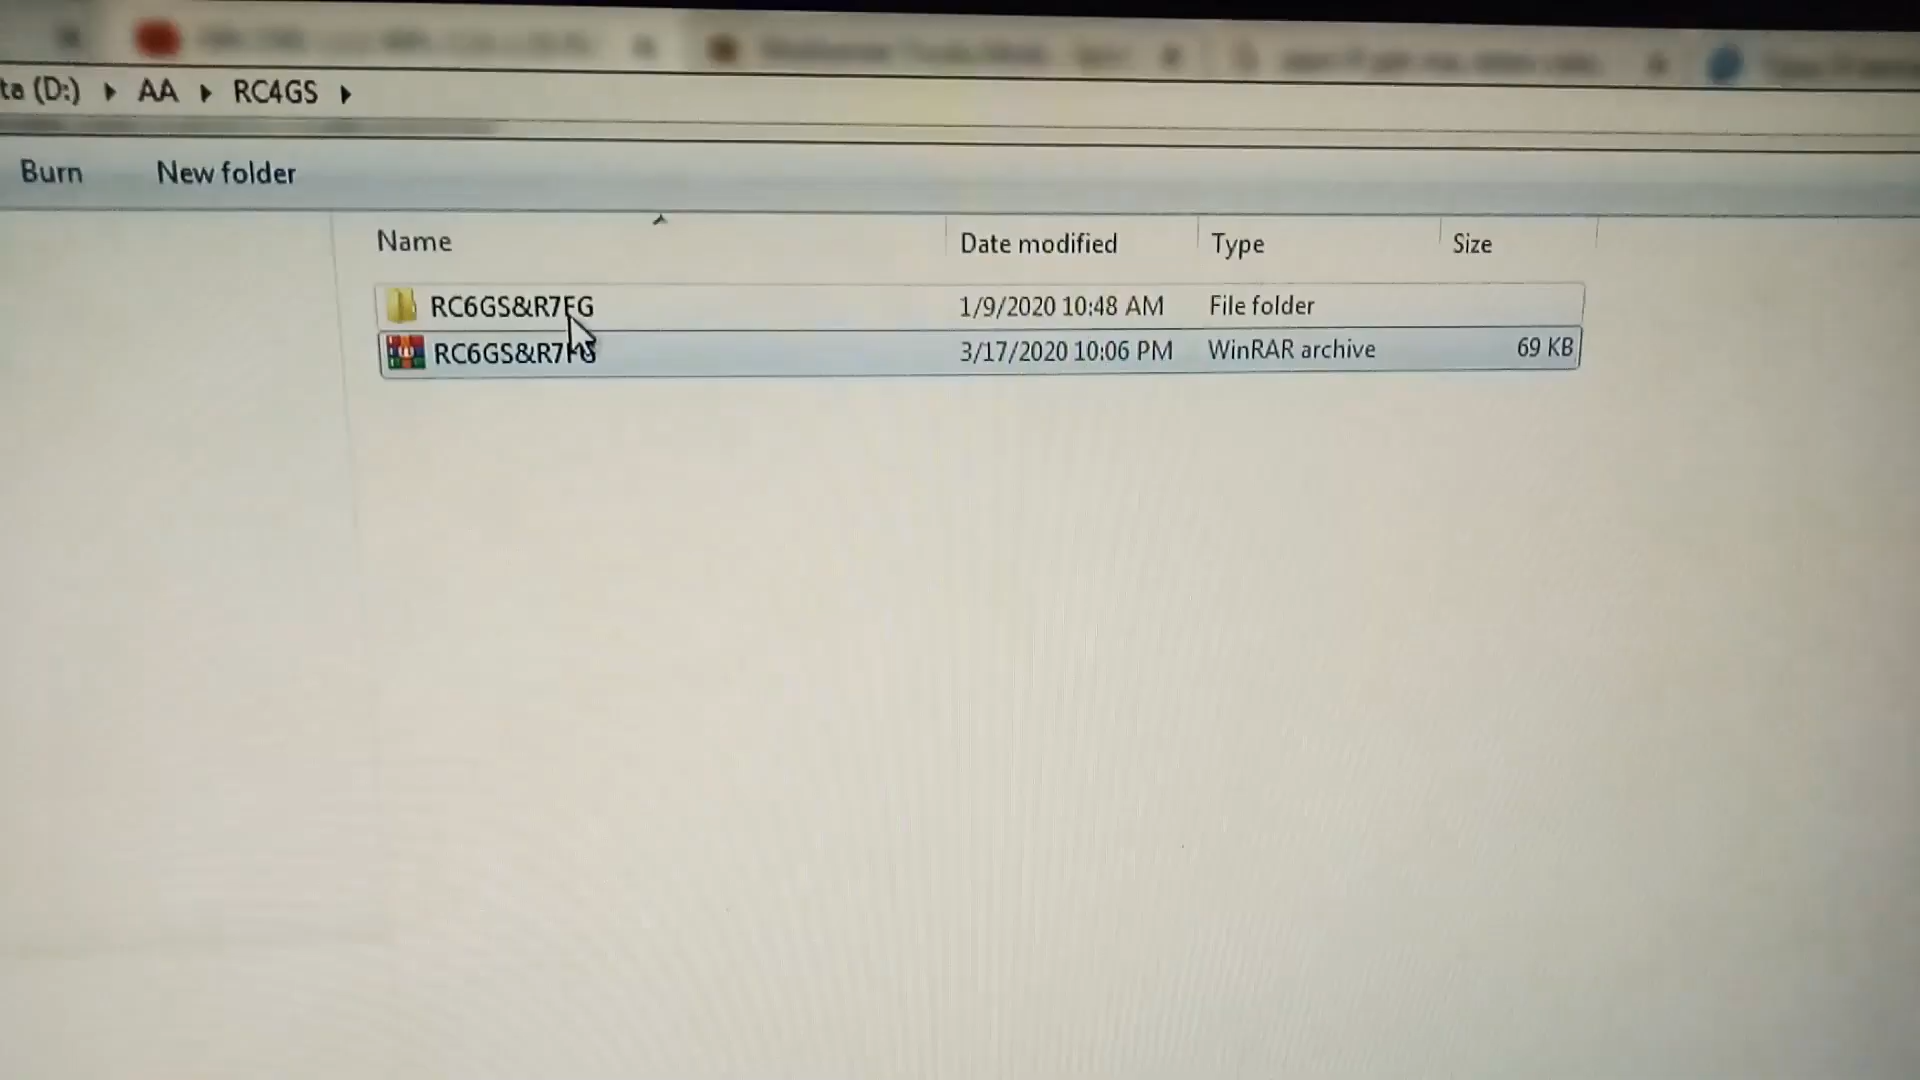 ta (D:) AA RC4GS
Burn New folder
Name Date modified Type Size
RC6GS&R7FG 1/9/2020 10:48 AM File folder
3/17/2020 10:06 PM WinRAR archive 69 KB